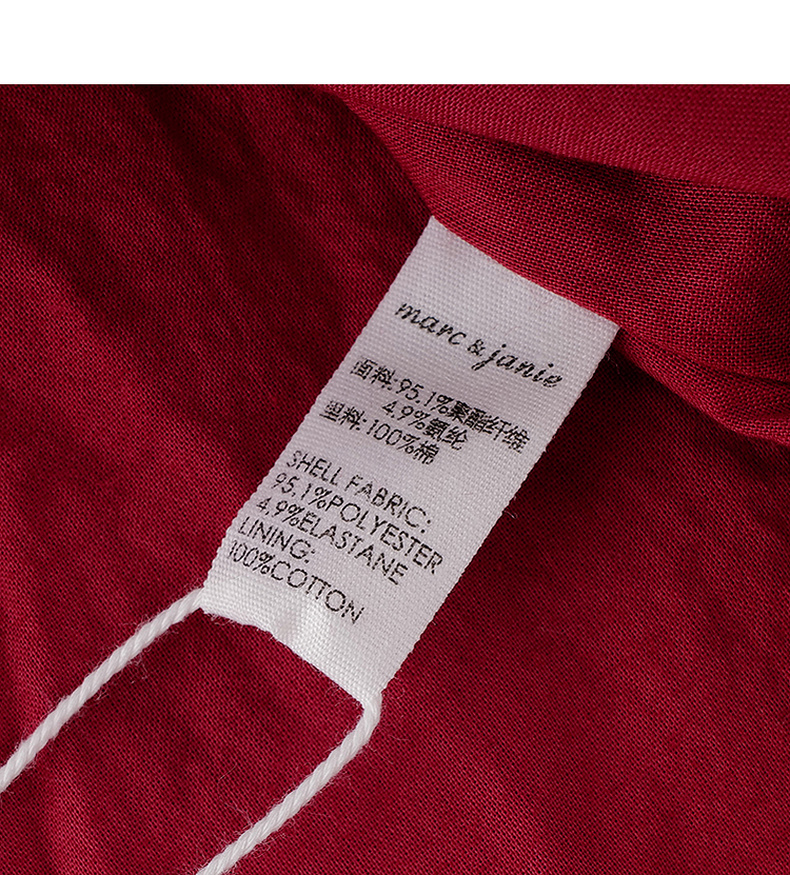 marc & janie
面料:95.1%聚酯纤维
4.9%氨纶
里料:100%棉
SHELL FABRIC:
95.1%POLYESTER
4.9%ELASTANE
LINING:
100%COTTON